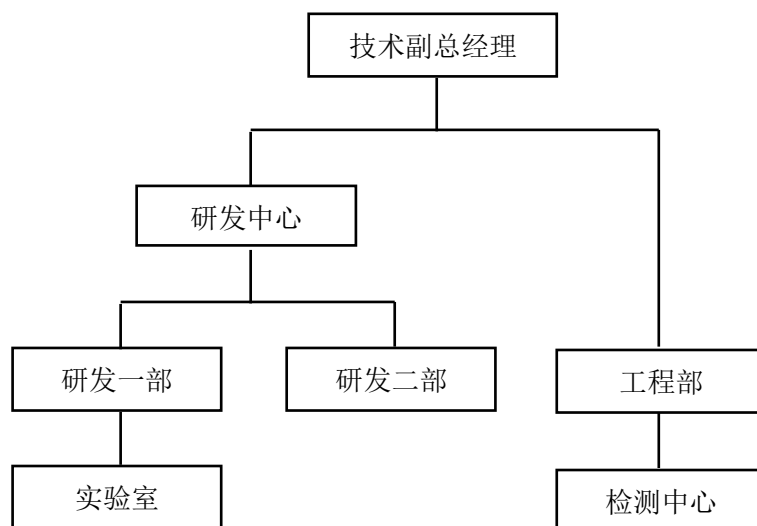 技术副总经理
研发中心
研发一部
研发二部
工程部
实验室
检测中心